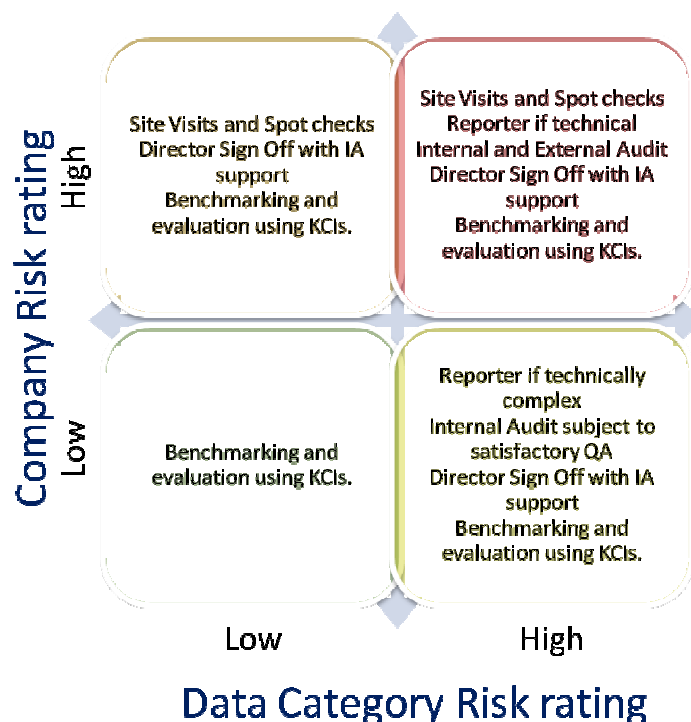 Company Risk rating
High
Low
Site Visits and Spot checks
Director Sign Off with IA
support
Benchmarking and
evaluation using KCIs.
Site Visits and Spot checks
Reporter if technical
Internal and External Audit
Director Sign Off with IA
support
Benchmarking and
evaluation using KCIs.
Benchmarking and
evaluation using KCIs.
Reporter if technically
complex
Internal Audit subject to
satisfactory QA
Director Sign Off with IA
support
Benchmarking and
evaluation using KCIs.
Low
High
Data Category Risk rating